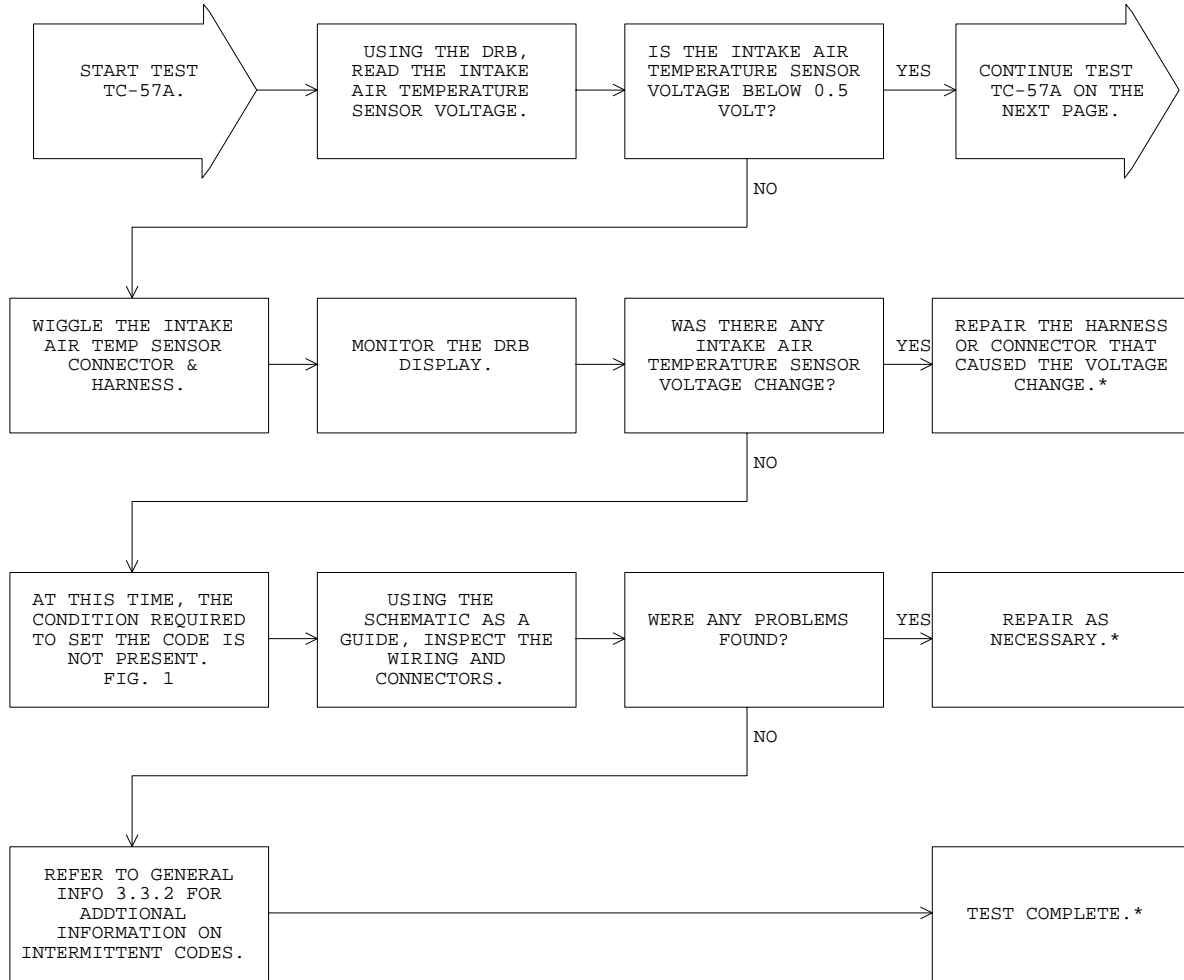 START TEST
TC-57A.
USING THE DRB,
READ THE INTAKE
AIR TEMPERATURE
SENSOR VOLTAGE.
IS THE INTAKE AIR
TEMPERATURE SENSOR
VOLTAGE BELOW 0.5
VOLT?
YES
CONTINUE TEST
TC-57A ON THE
NEXT PAGE.
NO
WIGGLE THE INTAKE
AIR TEMP SENSOR
CONNECTOR &
HARNESS.
MONITOR THE DRB
DISPLAY.
WAS THERE ANY
INTAKE AIR
TEMPERATURE SENSOR
VOLTAGE CHANGE?
YES
REPAIR THE HARNESS
OR CONNECTOR THAT
CAUSED THE VOLTAGE
CHANGE.*
NO
AT THIS TIME, THE
CONDITION REQUIRED
TO SET THE CODE IS
NOT PRESENT.
FIG. 1
USING THE
SCHEMATIC AS A
GUIDE, INSPECT THE
WIRING AND
CONNECTORS.
WERE ANY PROBLEMS
FOUND?
YES
REPAIR AS
NECESSARY.*
NO
REFER TO GENERAL
INFO 3.3.2 FOR
ADDTIONAL
INFORMATION ON
INTERMITTENT CODES.
TEST COMPLETE.*